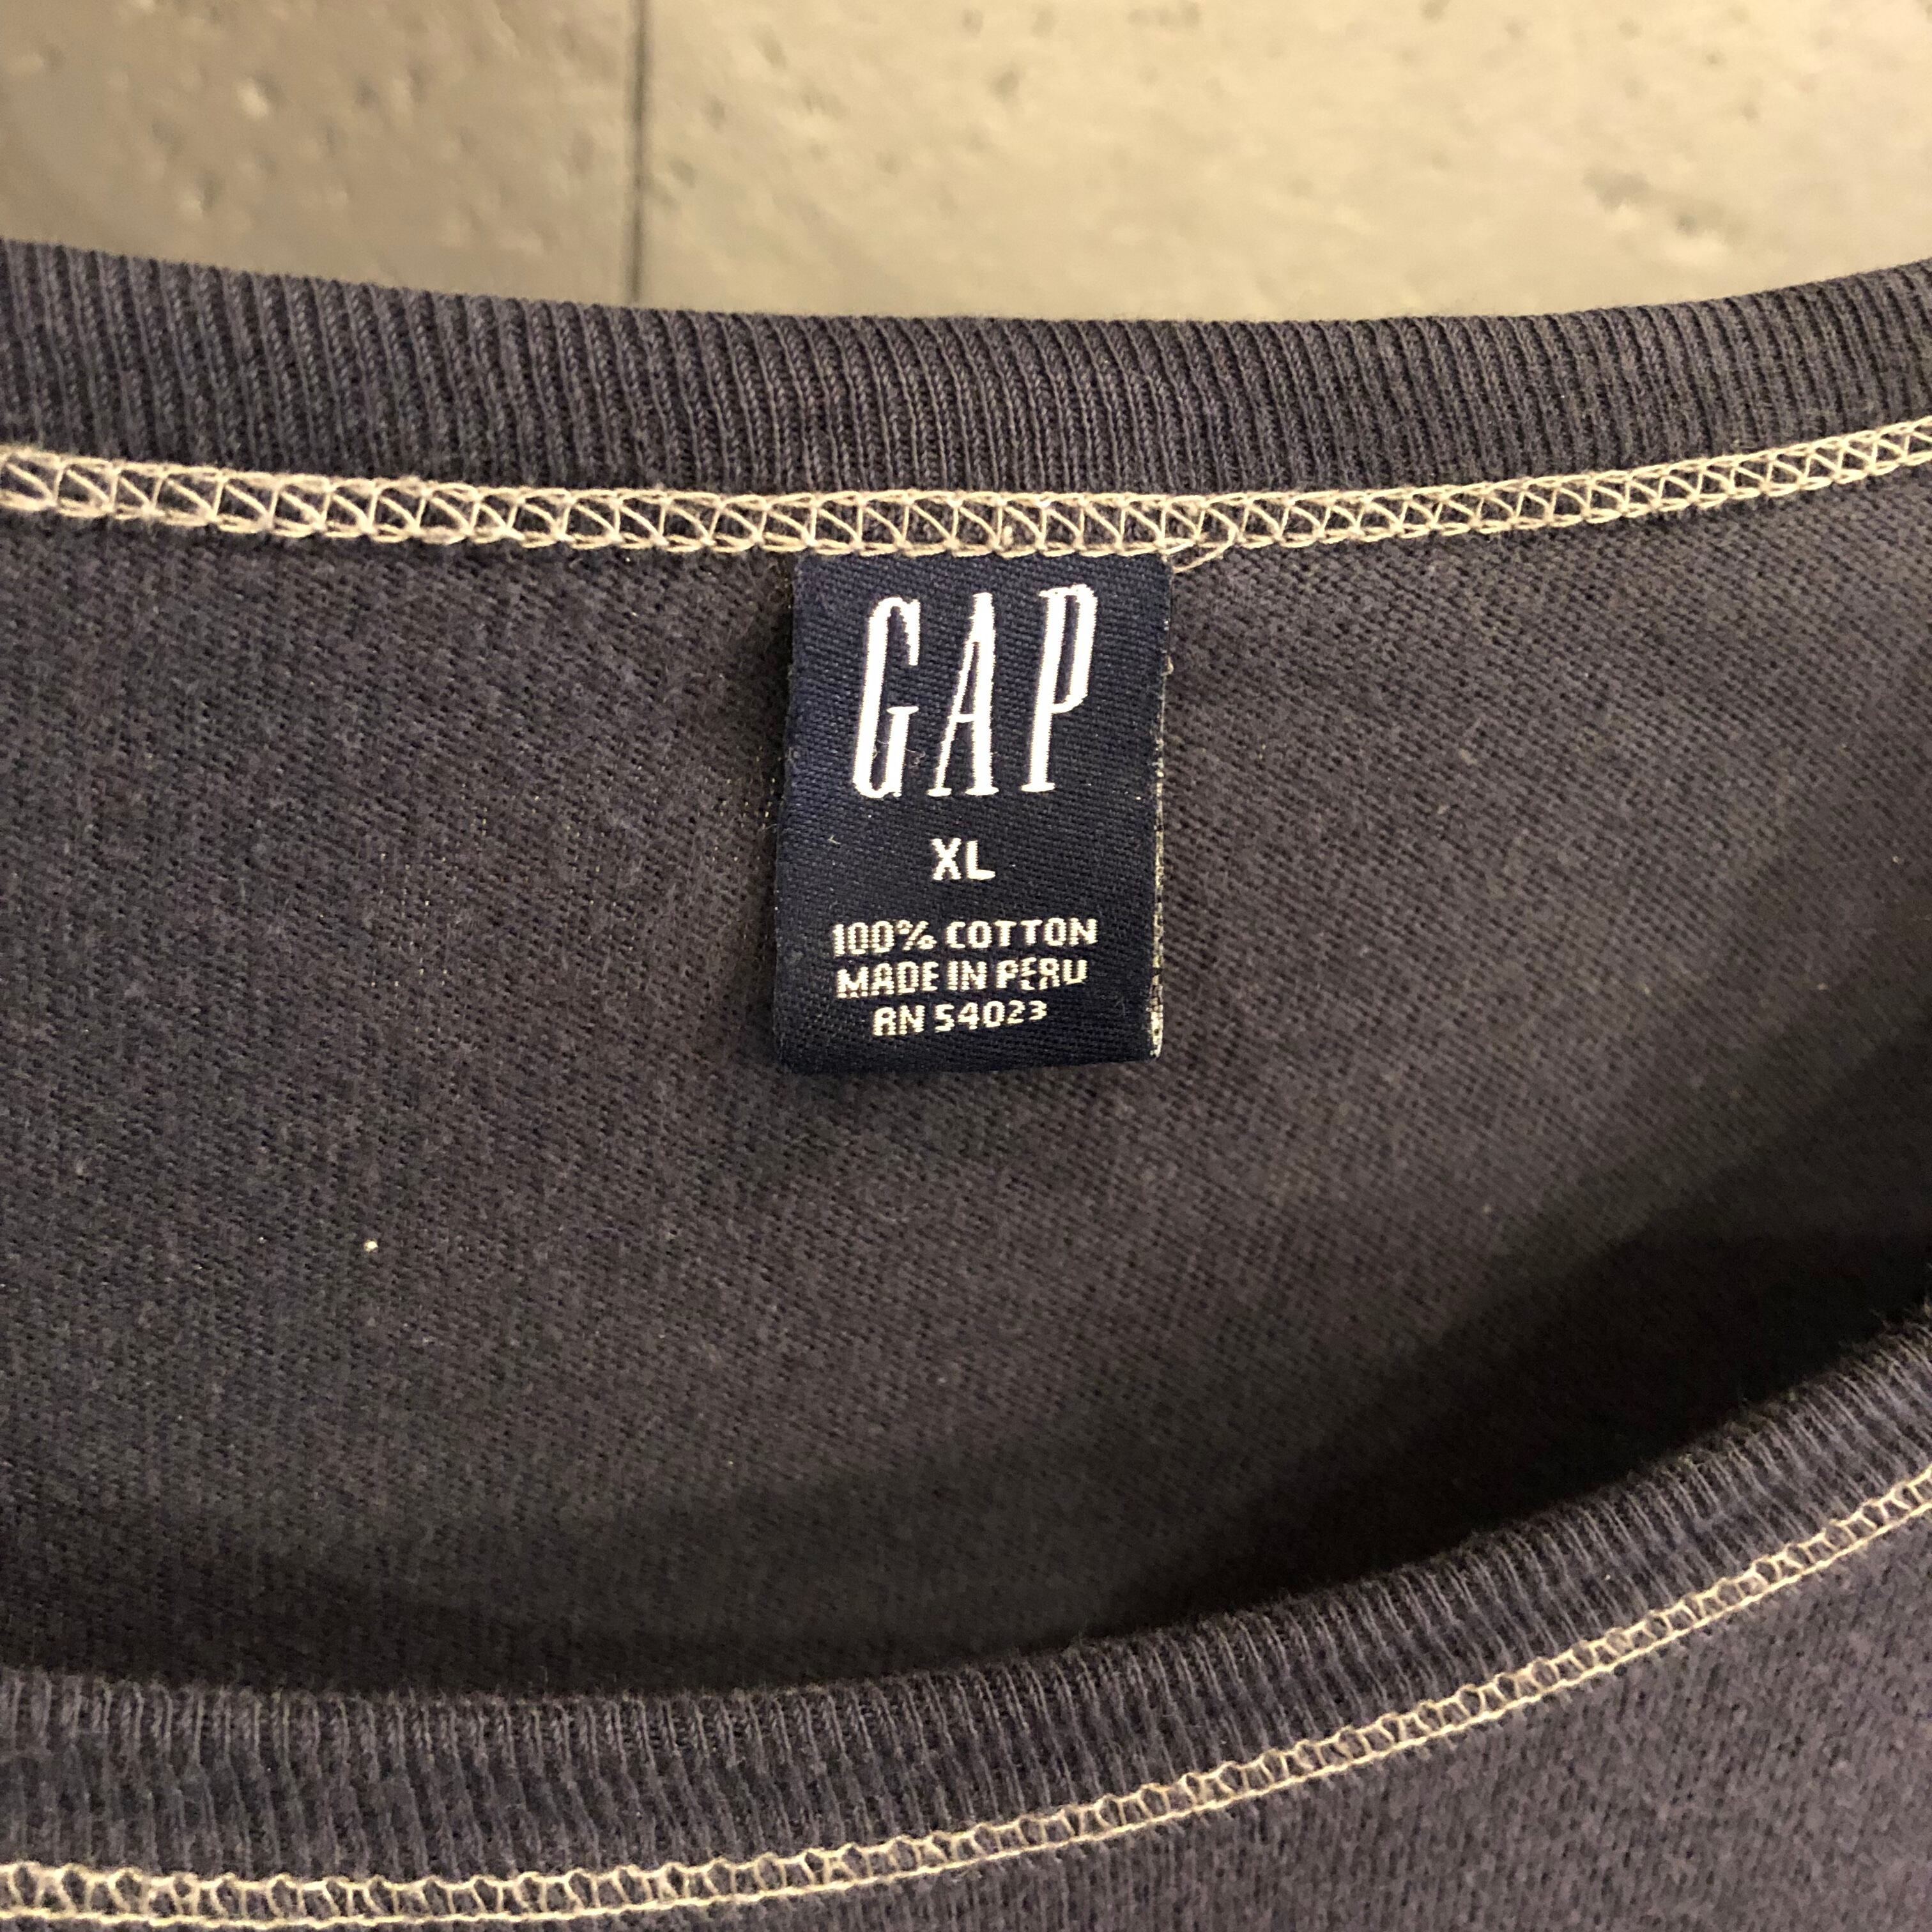 GAP
XL
100% COTTON
MADE IN PERU
RN 54023